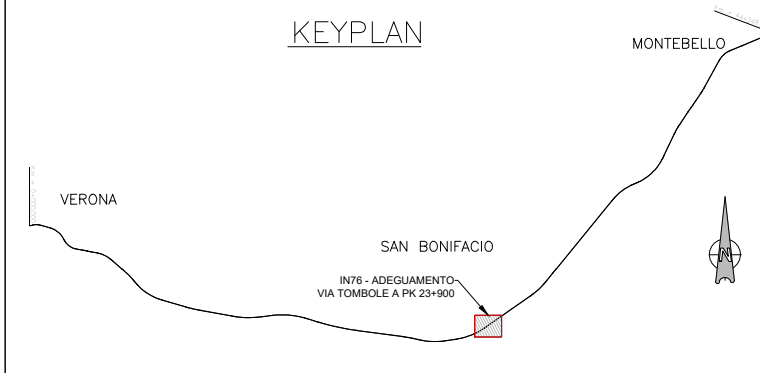 KEYPLAN
MONTEBELLO
VERONA
SAN BONIFACIO
IN76 - ADEGUAMENTO
VIA TOMBOLE A PK 23+900
N